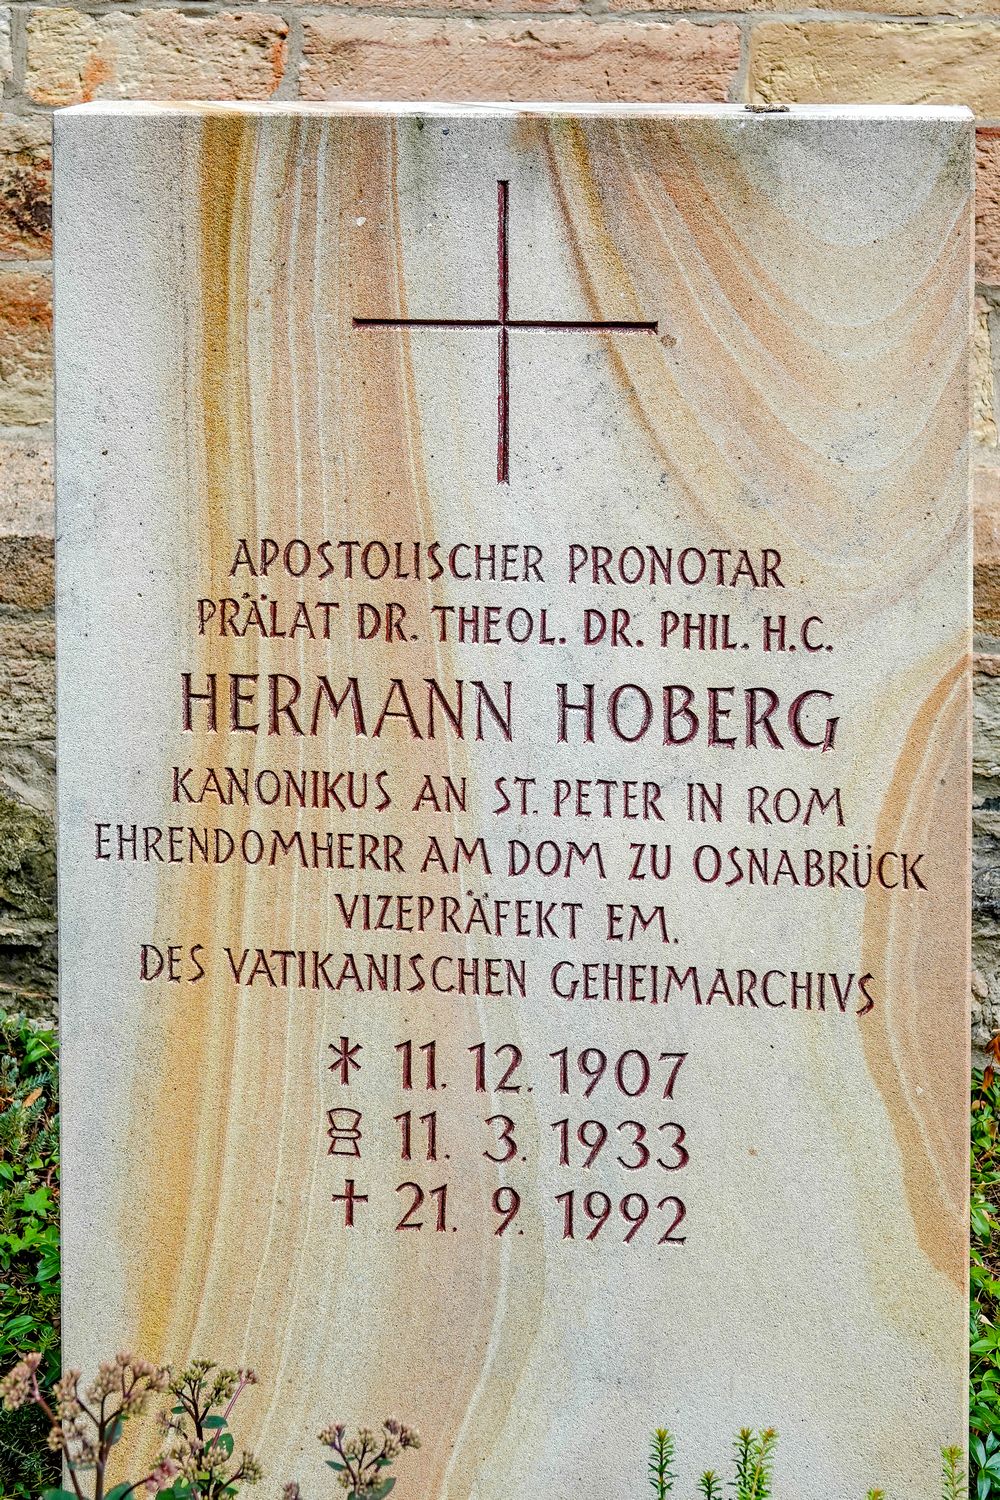 APOSTOLISCHER PRONOTAR
PRÄLAT DR. THEOL. DR. PHIL. H.C.
HERMANN HOBERG
KANONIKUS AN ST. PETER IN ROM
EHRENDOMHERR AM DOM ZU OSNABRÜCK
VIZEPRÄFEKT EM.
DES VATIKANISCHEN GEHEIMARCHIVS
* 11. 12. 1907
11. 3. 1933
† 21. 9. 1992